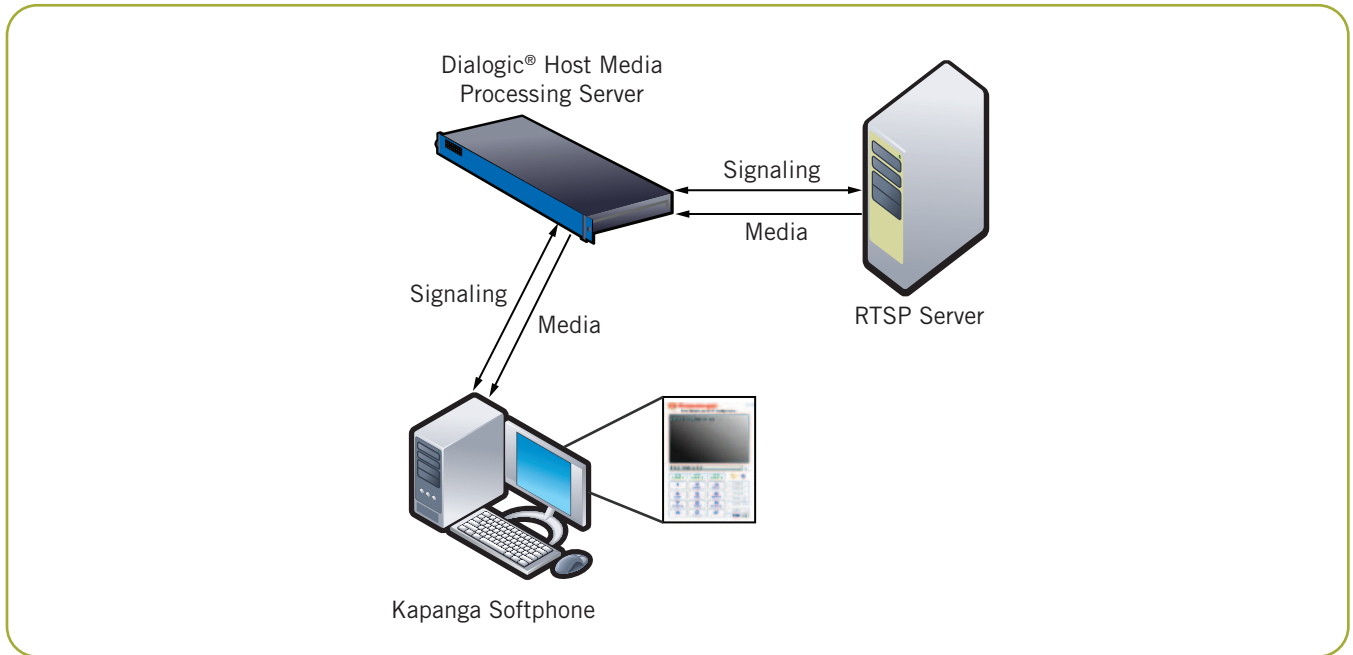 Dialogic® Host Media
Processing Server
Signaling
Media
RTSP Server
Signaling
Media
Kapanga Softphone